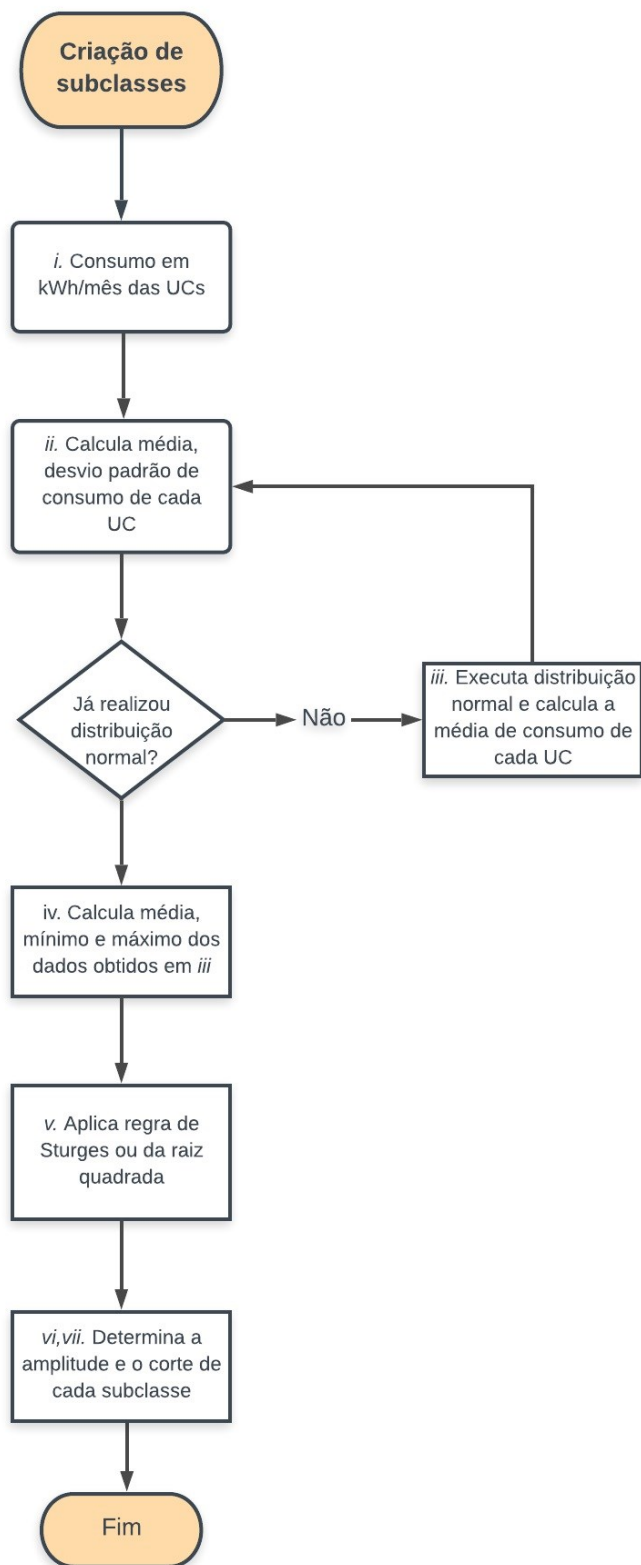 Criação de
subclasses
i. Consumo em
kWh/mês das UCs
ii. Calcula média,
desvio padrão de
consumo de cada
UC
Já realizou
distribuição
normal?
Não
iii. Executa distribuição
normal e calcula a
média de consumo de
cada UC
iv. Calcula média,
mínimo e máximo dos
dados obtidos em iii
v. Aplica regra de
Sturges ou da raiz
quadrada
vi,vii. Determina a
amplitude e o corte de
cada subclasse
Fim